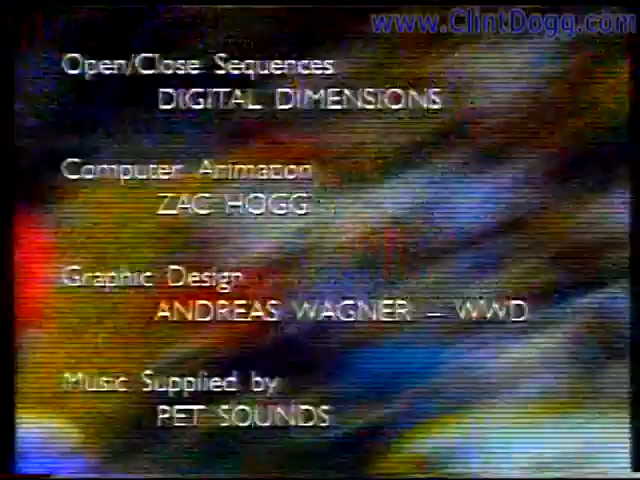 www.ClintDogg.com
Open/Close Sequences
DIGITAL DIMENSIONS
Computer Animation
ZAC HOGG
Graphic Design
ANDREAS WAGNER – WWD
Music Supplied by
PET SOUNDS